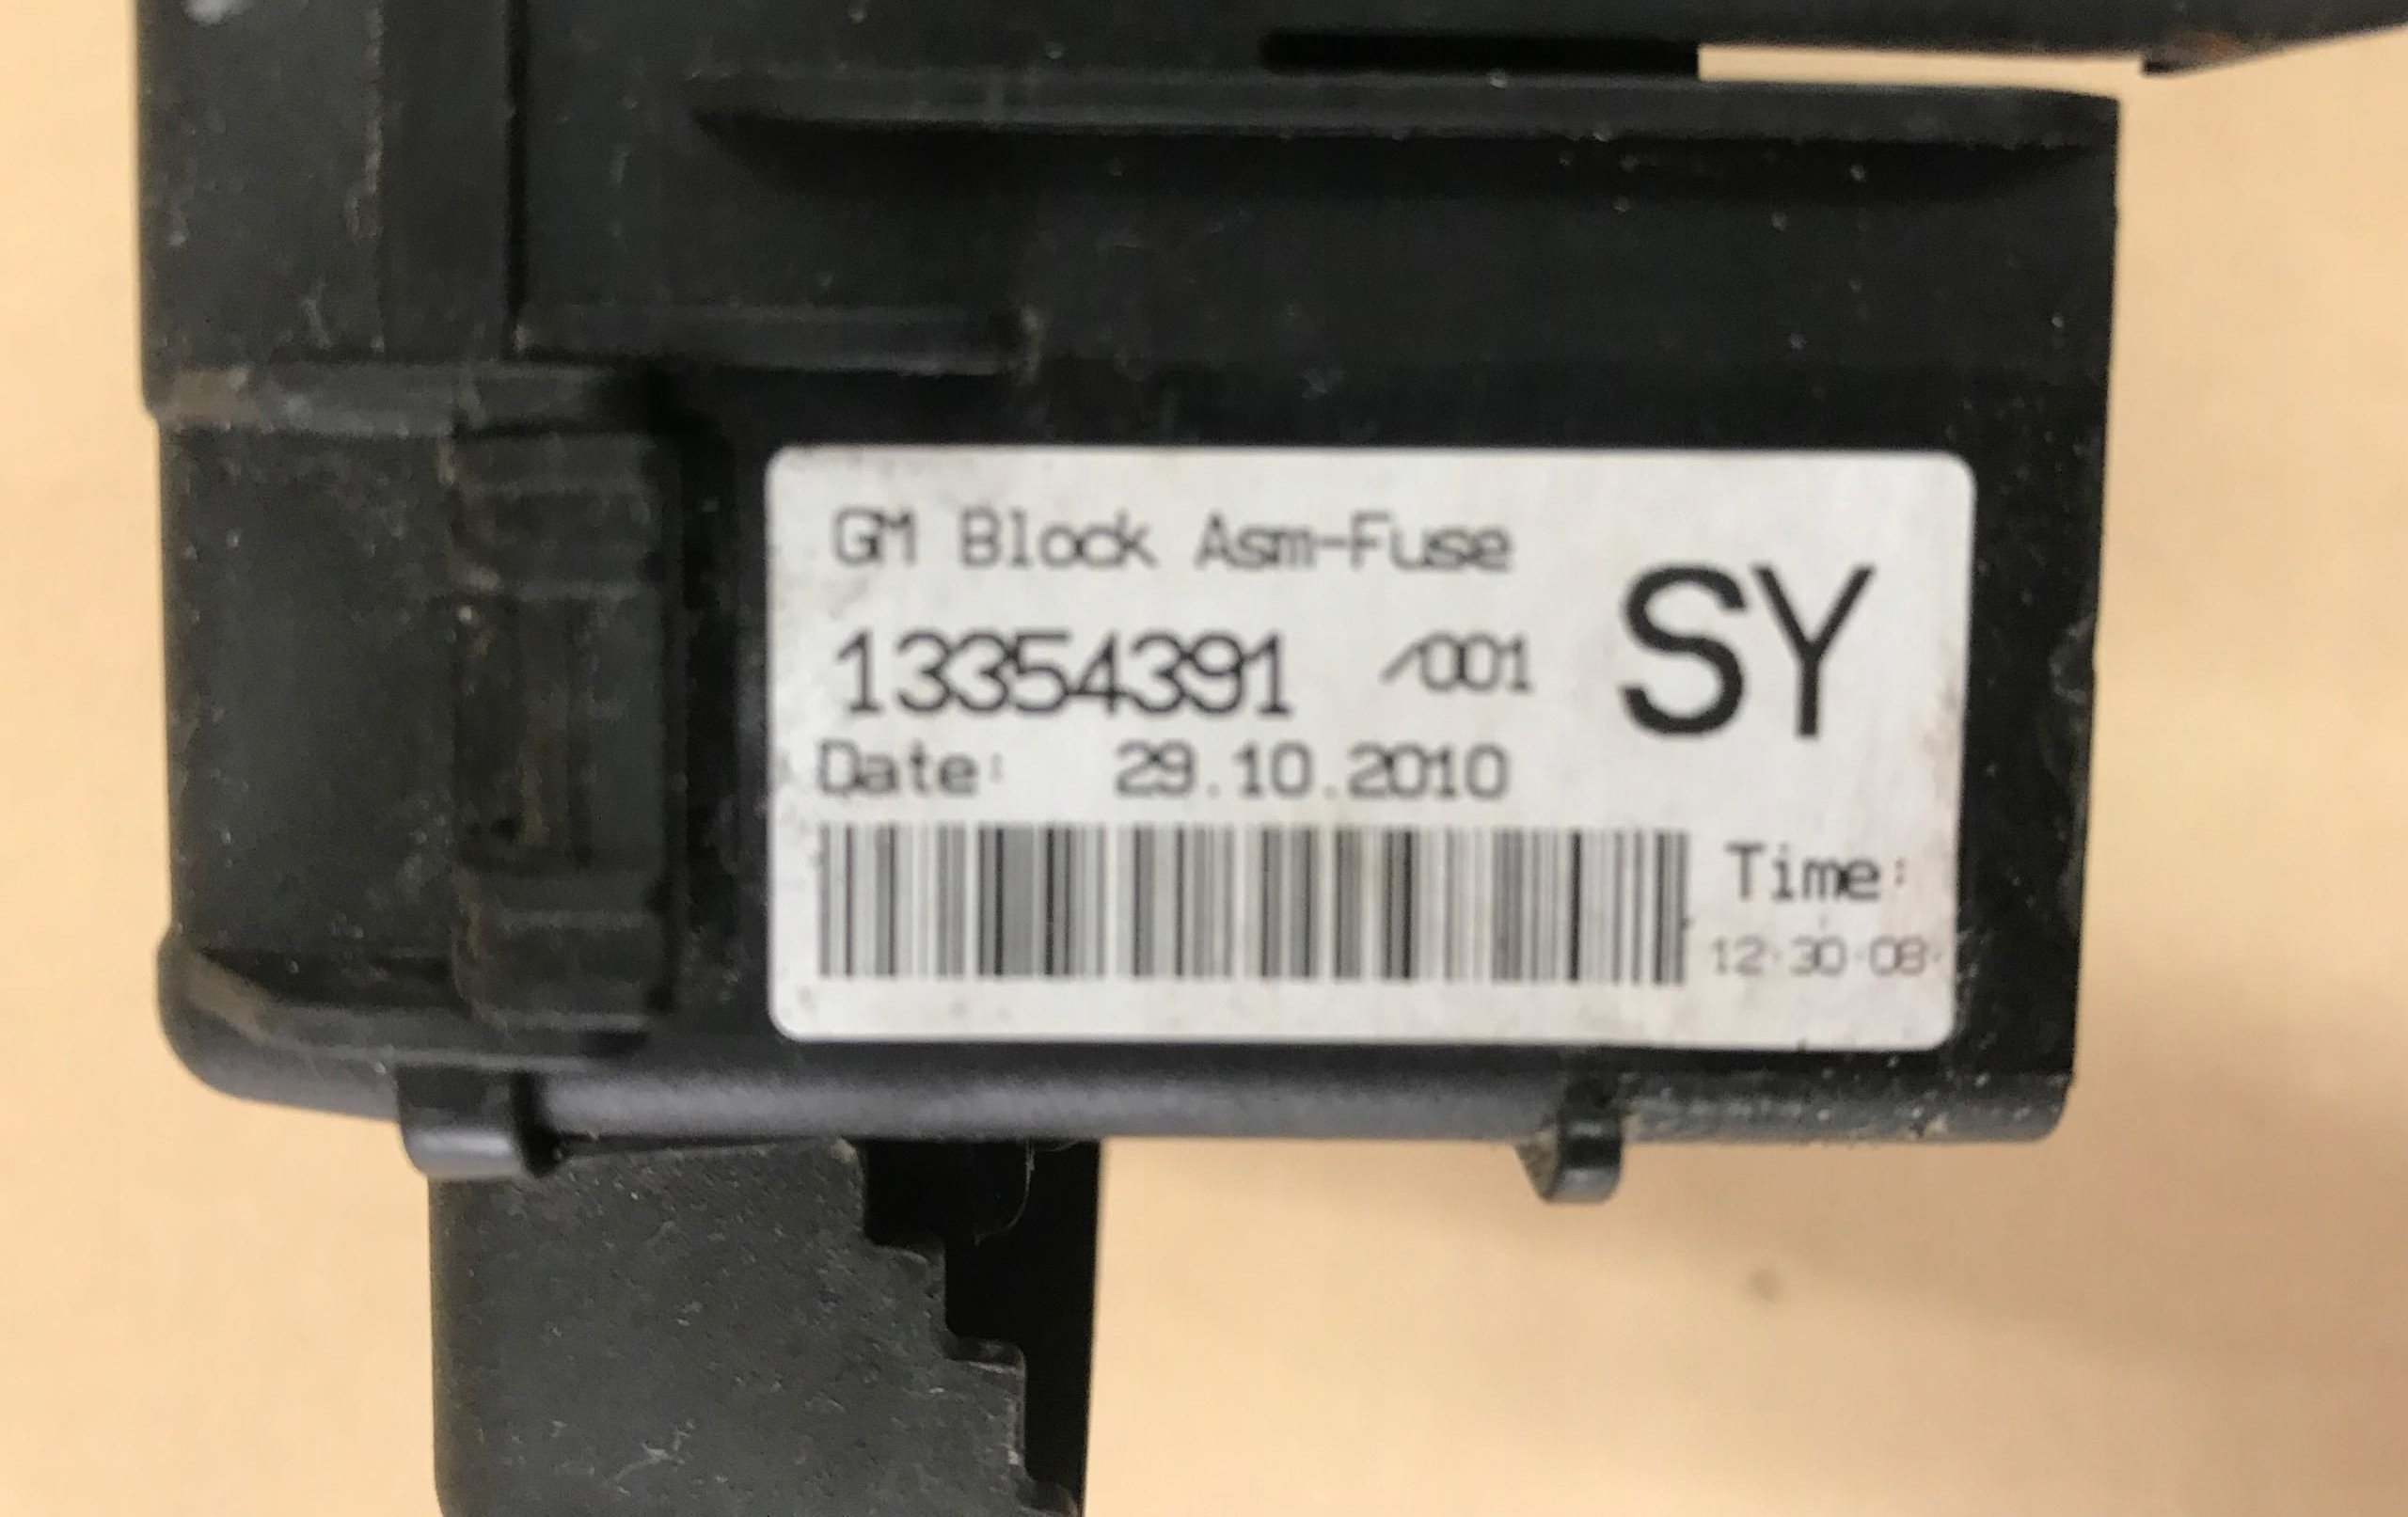 GM Block Asm-Fuse
13354391 /001 SY
Date: 29.10.2010
Time:
12:30:08